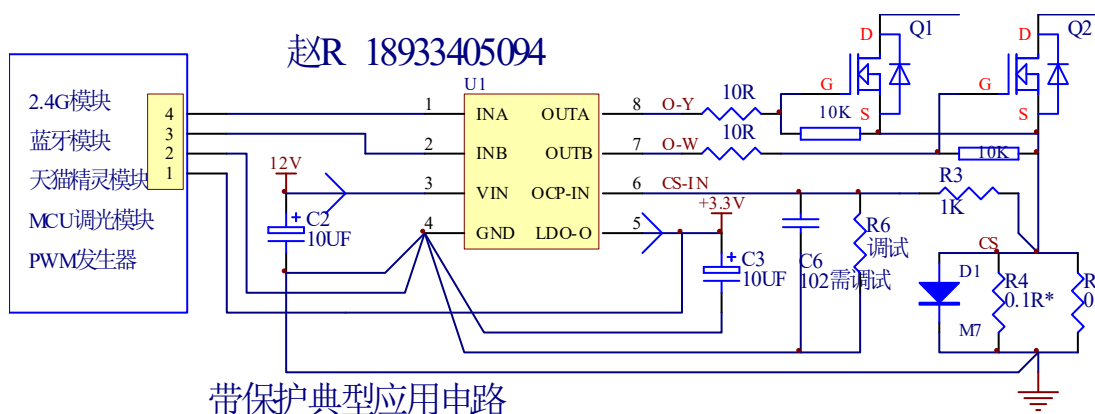 赵R 18933405094
2.4G模块
蓝牙模块
天猫精灵模块
MCU调光模块
PWM发生器
4
3
2
1
U1
1 INA OUTA 8 O-Y
2 INB OUTB 7 O-W
3 VIN OCP-IN 6 CS-IN
4 GND LDO-O 5
12V
C2
10UF
+3.3V
C3
10UF
10R
10R
10K
10K
D
G
S
Q1
D
G
S
Q2
R3
1K
R6
调试
C6
102需调试
CS
D1
M7
R4
0.1R*
R
0.
带保护典型应用电路